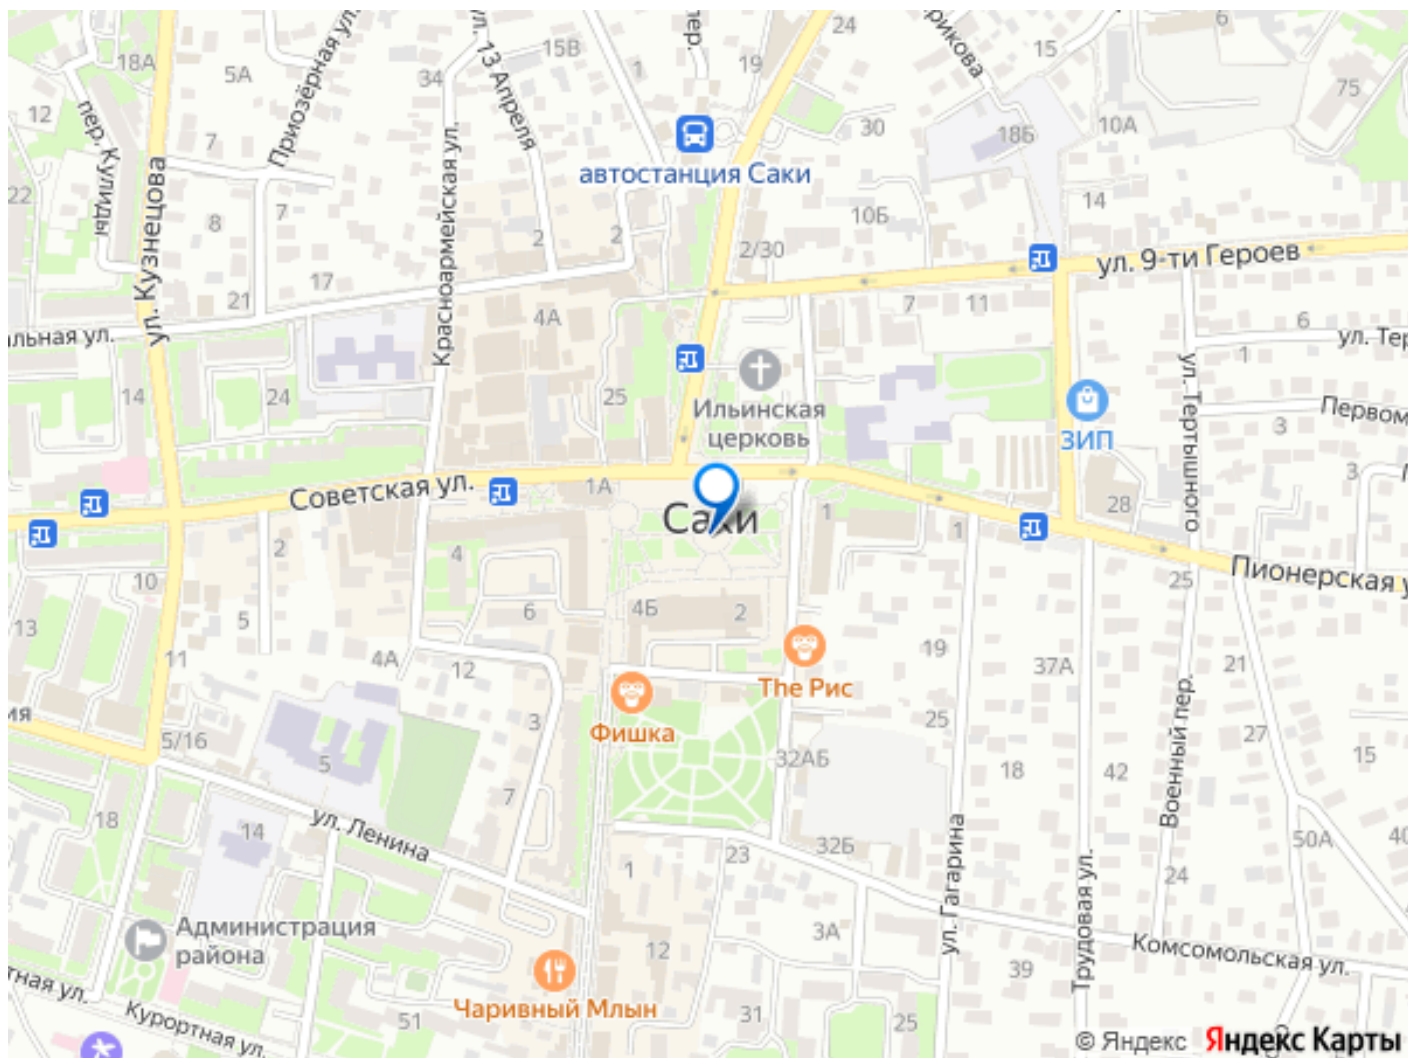 24
рикова
6
15
18А
5А
Приозёрная ул.
34
ул. 13 Апреля
15В
1
пер.
19
75
12
пер. Кулиды
7
30
18Б
10А
автостанция Саки
22
ул. Кузнецова
8
7
Красноармейская ул.
2
2
10Б
14
2/30
ул. 9-ти Героев
17
21
4А
7
11
6
альная ул.
ул. Тер
1
14
24
25
Ильинская
церковь
ЗИП
ул. Тертышного
Первом
3
3
Советская ул.
1А
Саки
1
1
28
2
4
10
25
Пионерская у
13
5
6
4Б
2
11
4А
12
19
37А
21
The Рис
ия
5/16
5
3
Фишка
25
27
15
32АБ
18
42
Военный пер.
7
18
14
ул. Ленина
32Б
23
1
50А
40
24
ул. Гагарина
Трудовая ул.
Администрация
района
12
3А
Комсомольская ул.
39
тная ул.
Курортная ул.
51
Чаривный Млын
31
25
© Яндекс Яндекс Карты